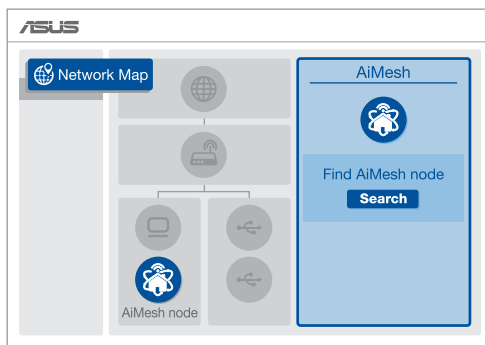 ASUS
Network Map
AiMesh
Find AiMesh node
Search
AiMesh node